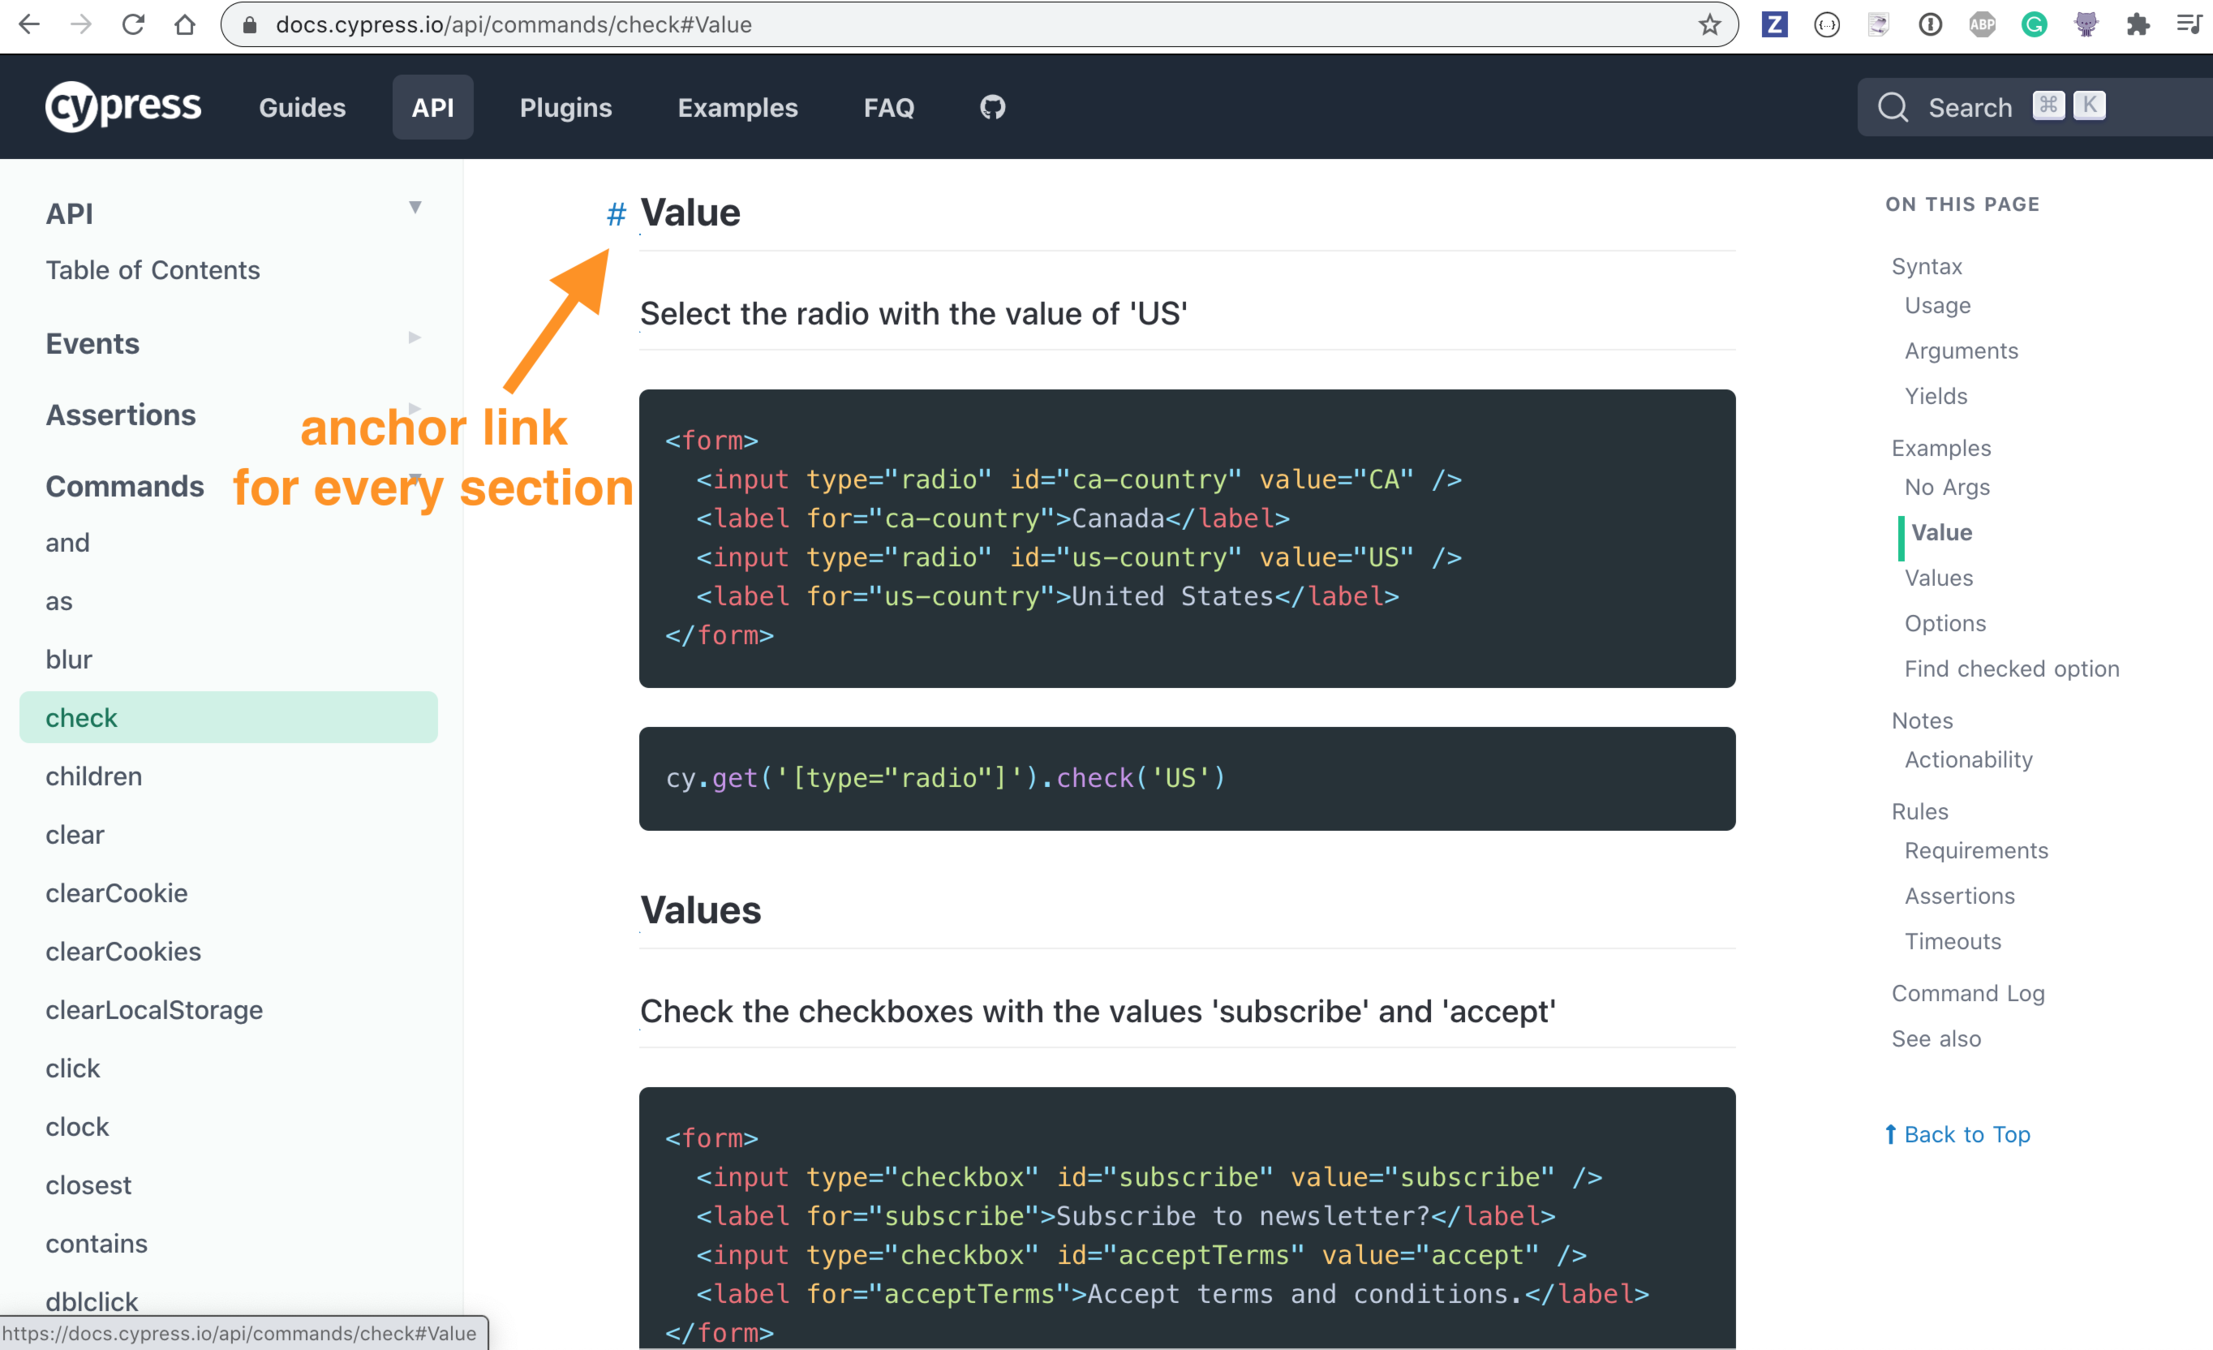 docs.cypress.io/api/commands/check#Value
Z
ABP
G
cypress
Guides
API
Plugins
Examples
FAQ
Search ⌘ K
API
Table of Contents
Events
Assertions
Commands
and
as
blur
check
children
clear
clearCookie
clearCookies
clearLocalStorage
click
clock
closest
contains
dblclick
https://docs.cypress.io/api/commands/check#Value
anchor link
for every section
# Value
Select the radio with the value of 'US'
<form>
  <input type="radio" id="ca-country" value="CA" />
  <label for="ca-country">Canada</label>
  <input type="radio" id="us-country" value="US" />
  <label for="us-country">United States</label>
</form>
cy.get('[type="radio"]').check('US')
Values
Check the checkboxes with the values 'subscribe' and 'accept'
<form>
  <input type="checkbox" id="subscribe" value="subscribe" />
  <label for="subscribe">Subscribe to newsletter?</label>
  <input type="checkbox" id="acceptTerms" value="accept" />
  <label for="acceptTerms">Accept terms and conditions.</label>
</form>
ON THIS PAGE
Syntax
Usage
Arguments
Yields
Examples
No Args
Value
Values
Options
Find checked option
Notes
Actionability
Rules
Requirements
Assertions
Timeouts
Command Log
See also
Back to Top